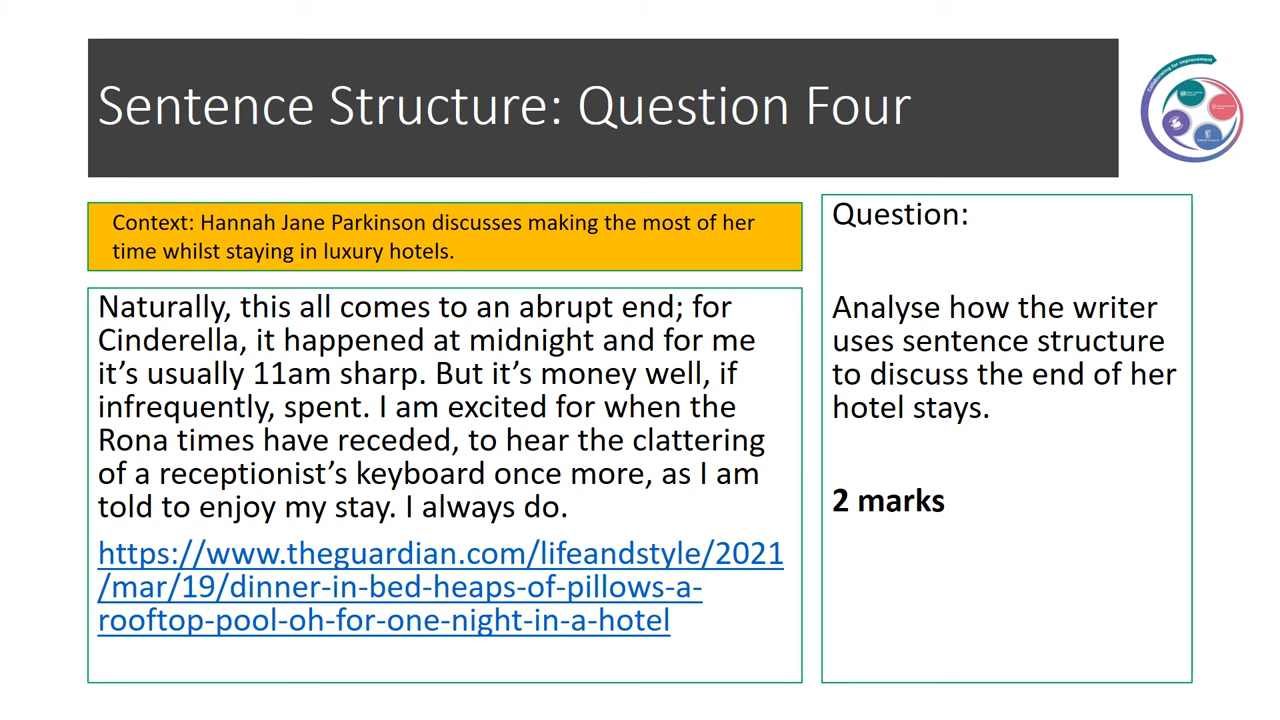 Sentence Structure: Question Four
Collaborating for Improvement
Context: Hannah Jane Parkinson discusses making the most of her
time whilst staying in luxury hotels.
Naturally, this all comes to an abrupt end; for
Cinderella, it happened at midnight and for me
it’s usually 11am sharp. But it’s money well, if
infrequently, spent. I am excited for when the
Rona times have receded, to hear the clattering
of a receptionist’s keyboard once more, as I am
told to enjoy my stay. I always do.
https://www.theguardian.com/lifeandstyle/2021
/mar/19/dinner-in-bed-heaps-of-pillows-a-
rooftop-pool-oh-for-one-night-in-a-hotel
Question:
Analyse how the writer
uses sentence structure
to discuss the end of her
hotel stays.
2 marks